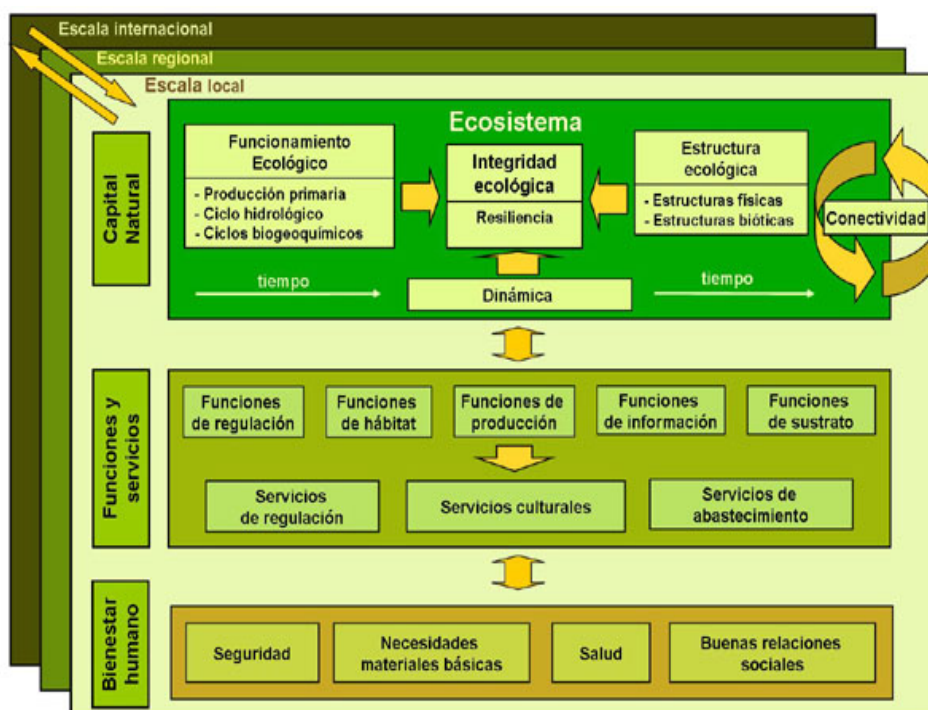 Escala internacional
Escala regional
Escala local
Capital
Natural
Ecosistema
Funcionamiento
Ecológico
- Producción primaria
- Ciclo hidrológico
- Ciclos biogeoquímicos
Integridad
ecológica
Resiliencia
Estructura
ecológica
- Estructuras físicas
- Estructuras bióticas
Conectividad
tiempo
Dinámica
tiempo
Funciones y
servicios
Funciones
de regulación
Funciones
de hábitat
Funciones de
producción
Funciones
de información
Funciones
de sustrato
Servicios
de regulación
Servicios culturales
Servicios de
abastecimiento
Bienestar
humano
Seguridad
Necesidades
materiales básicas
Salud
Buenas relaciones
sociales